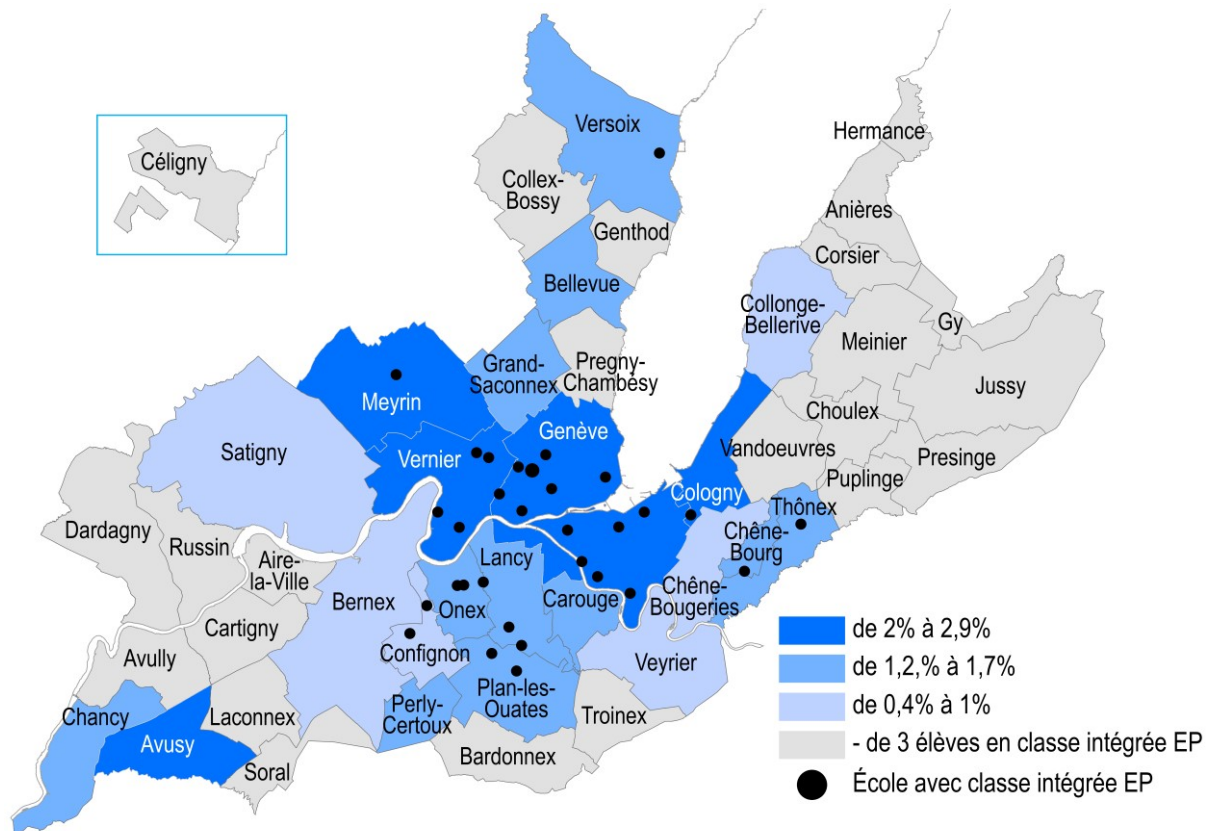 Versoix
Hermance
Céligny
Collex-
Bossy
Genthod
Anières
Corsier
Bellevue
Collonge-
Bellerive
Gy
Meinier
Grand-
Saconnex
Pregny-
Chambésy
Jussy
Meyrin
Choulex
Genève
Satigny
Vernier
Vandoeuvres
Presinge
Puplinge
Cologny
Thônex
Dardagny
Russin
Chêne-
Bourg
Aire-
la-Ville
Lancy
Bernex
Onex
Carouge
Chêne-
Bougeries
Cartigny
Confignon
Avully
Veyrier
Plan-les-
Ouates
Perly-
Certoux
Chancy
Laconnex
Troinex
Avusy
Bardonnex
Soral
de 2% à 2,9%
de 1,2,% à 1,7%
de 0,4% à 1%
- de 3 élèves en classe intégrée EP
École avec classe intégrée EP